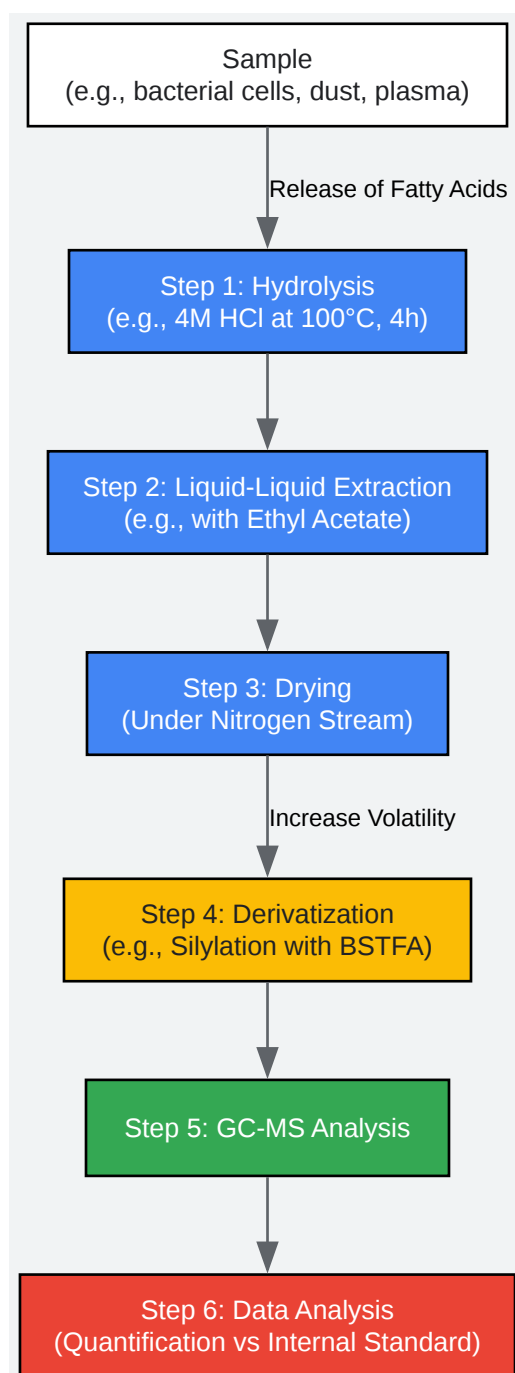 Sample
(e.g., bacterial cells, dust, plasma)
Release of Fatty Acids
Step 1: Hydrolysis
(e.g., 4M HCl at 100°C, 4h)
Step 2: Liquid-Liquid Extraction
(e.g., with Ethyl Acetate)
Step 3: Drying
(Under Nitrogen Stream)
Increase Volatility
Step 4: Derivatization
(e.g., Silylation with BSTFA)
Step 5: GC-MS Analysis
Step 6: Data Analysis
(Quantification vs Internal Standard)